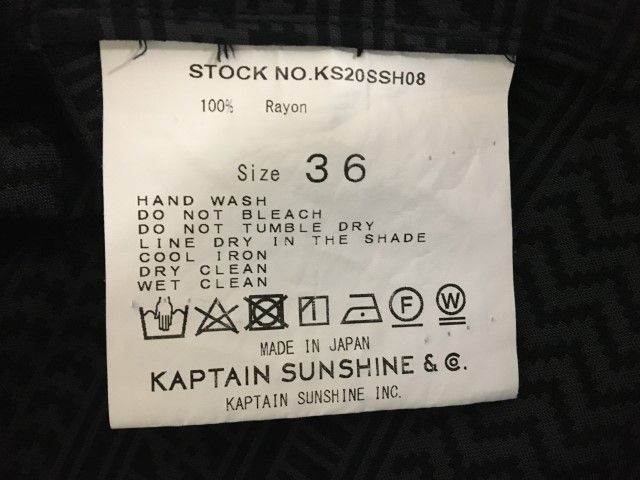 STOCK NO.KS20SSH08
100% Rayon
Size 36
HAND WASH
DO NOT BLEACH
DO NOT TUMBLE DRY
LINE DRY IN THE SHADE
COOL IRON
DRY CLEAN
WET CLEAN
F W
MADE IN JAPAN
KAPTAIN SUNSHINE & Co.
KAPTAIN SUNSHINE INC.